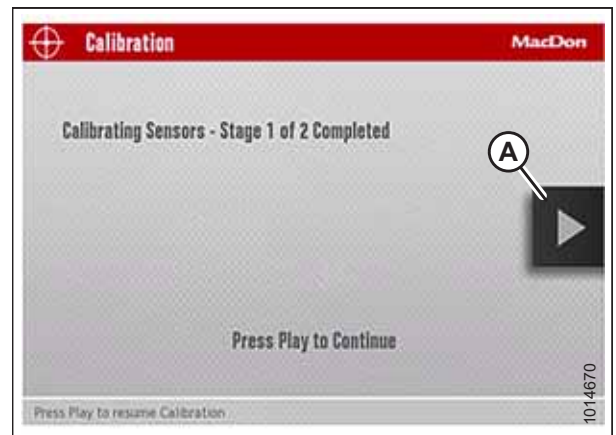 Calibration
MacDon
Calibrating Sensors - Stage 1 of 2 Completed
A
Press Play to Continue
Press Play to resume Calibration
1014670